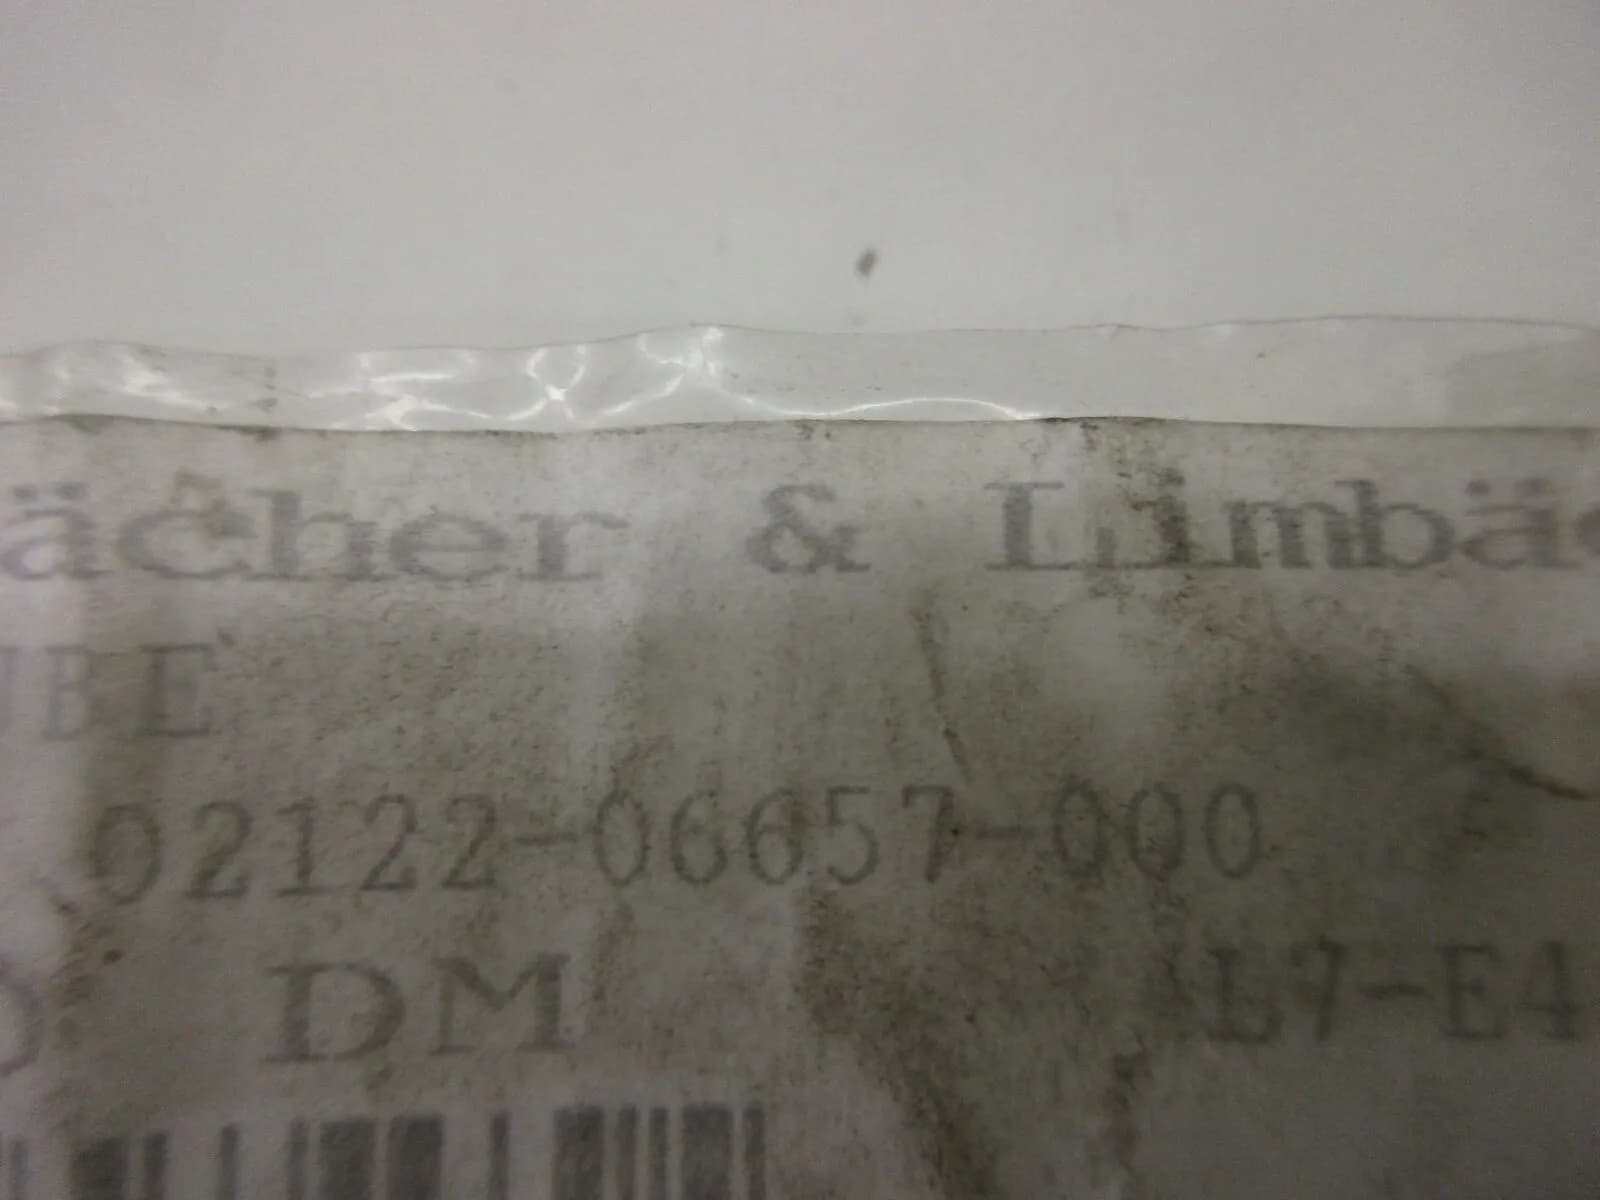 ächer & Limbäc
UBE
02122-06657-000
DM L7-E4